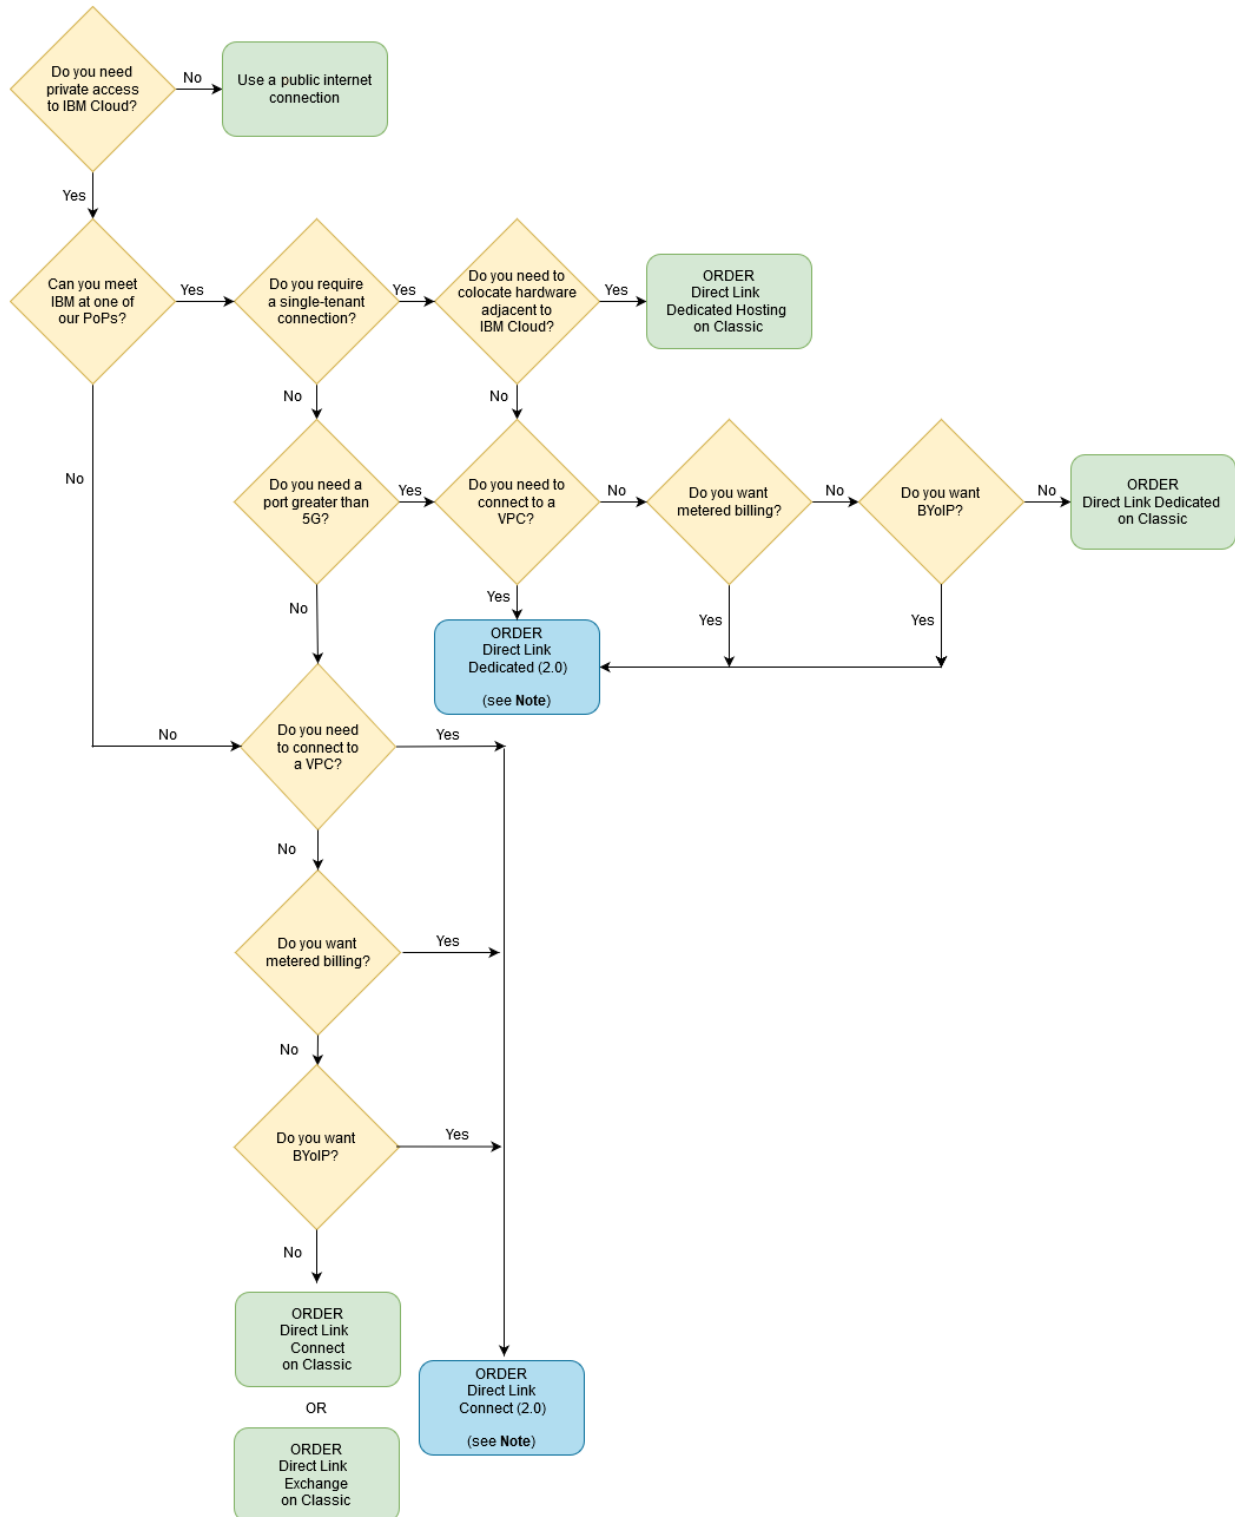 Do you need
private access
to IBM Cloud?
No
Use a public internet
connection
Yes
Can you meet
IBM at one of
our PoPs?
Yes
Do you require
a single-tenant
connection?
Yes
Do you need to
colocate hardware
adjacent to
IBM Cloud?
Yes
ORDER
Direct Link
Dedicated Hosting
on Classic
No
No
No
Do you need a
port greater than
5G?
Yes
Do you need to
connect to a
VPC?
No
Do you want
metered billing?
No
Do you want
BYoIP?
No
ORDER
Direct Link Dedicated
on Classic
No
Yes
Yes
Yes
ORDER
Direct Link
Dedicated (2.0)
(see Note)
No
Do you need
to connect to
a VPC?
Yes
No
Do you want
metered billing?
Yes
No
Do you want
BYoIP?
Yes
No
ORDER
Direct Link
Connect
on Classic
OR
ORDER
Direct Link
Exchange
on Classic
ORDER
Direct Link
Connect (2.0)
(see Note)